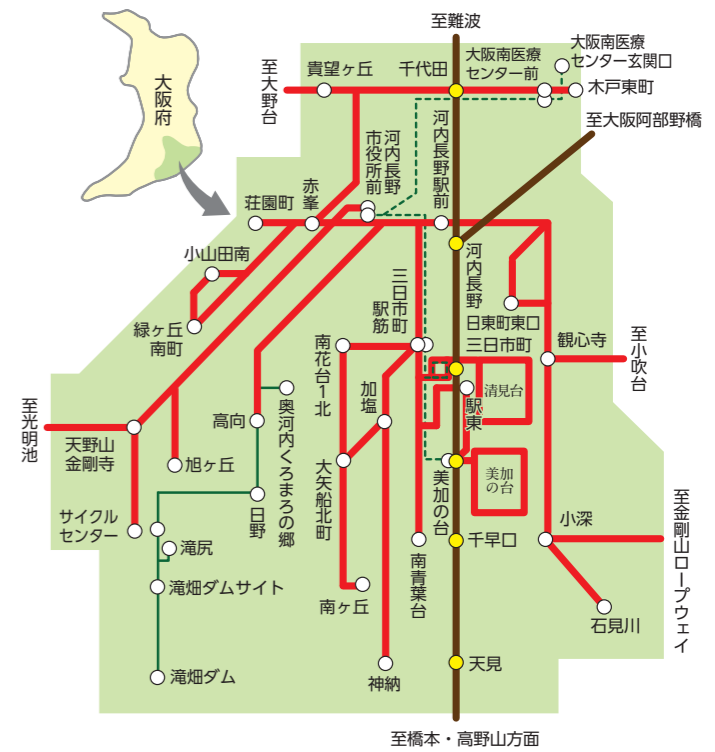 至難波
大阪府
至大野台
貴望ヶ丘
千代田
大阪南医療
センター前
大阪南医療
センター玄関口
木戸東町
至大阪阿部野橋
河内長野
市役所前
河内長野駅前
荘園町
赤峯
小山田南
河内長野
緑ヶ丘
南町
三日市町
駅筋
日東町東口
三日市町
駅東
観心寺
至小吹台
南花台1北
加塩
清見台
至光明池
天野山
金剛寺
旭ヶ丘
高向
奥河内くろまろの郷
大矢船北町
美加の台
美加
の台
サイクル
センター
日野
滝尻
滝畑ダムサイト
滝畑ダム
南ヶ丘
神納
南青葉台
千早口
天見
小深
石見川
至金剛山ロープウェイ
至橋本・高野山方面